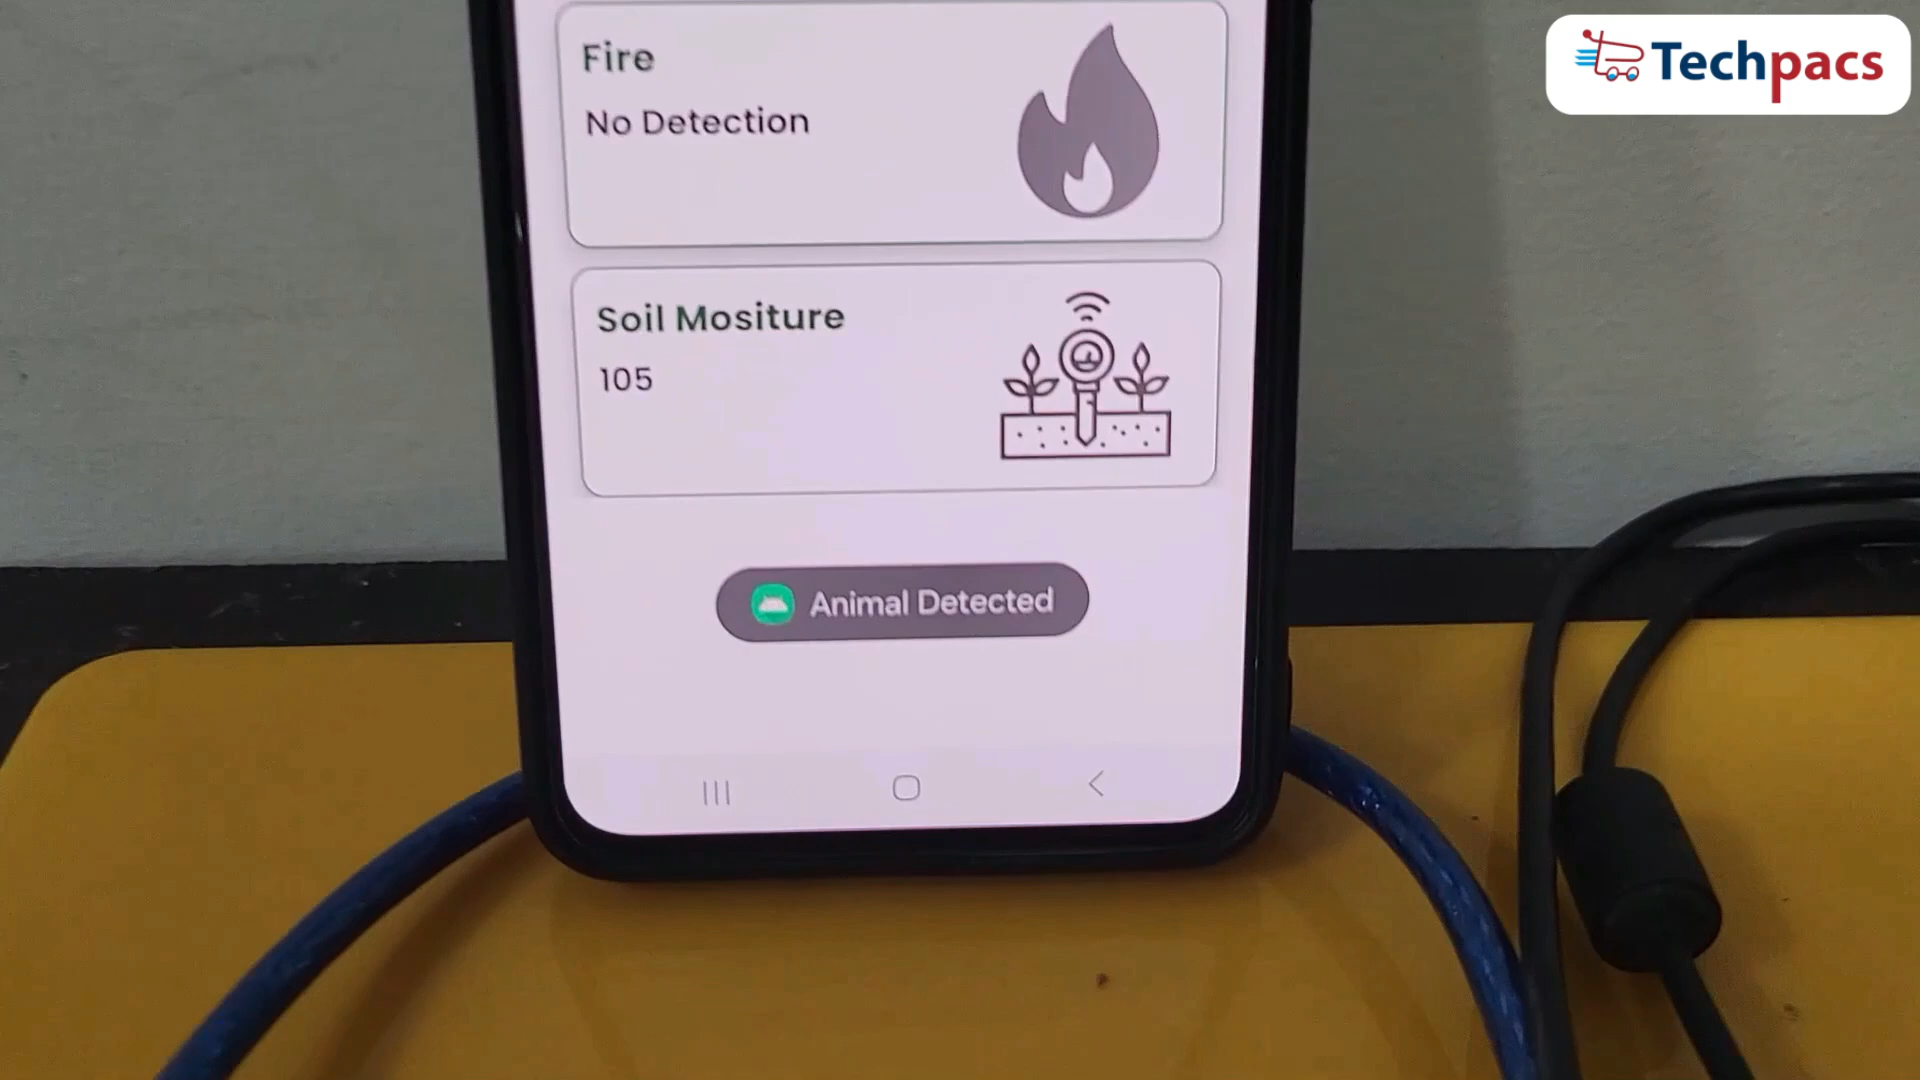 Techpacs
Fire
No Detection
Soil Mositure
105
Animal Detected